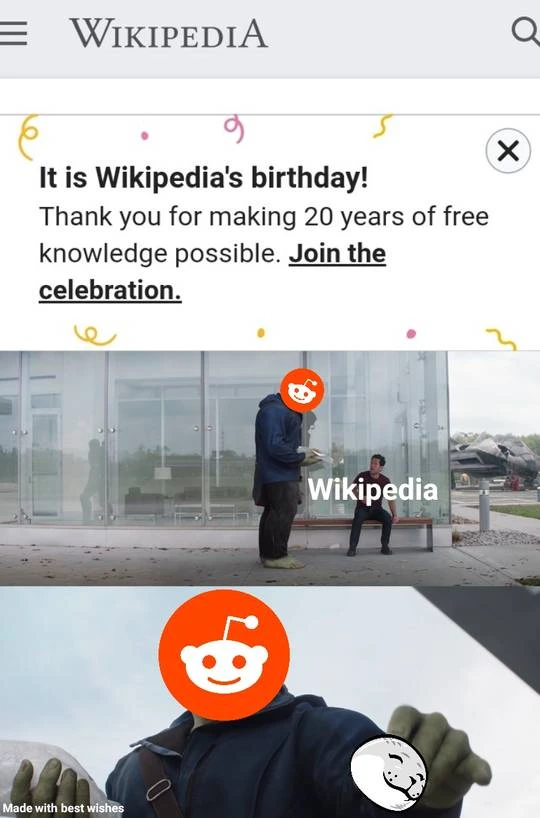 WIKIPEDIA
It is Wikipedia's birthday!
Thank you for making 20 years of free
knowledge possible. Join the
celebration.
Wikipedia
Made with best wishes